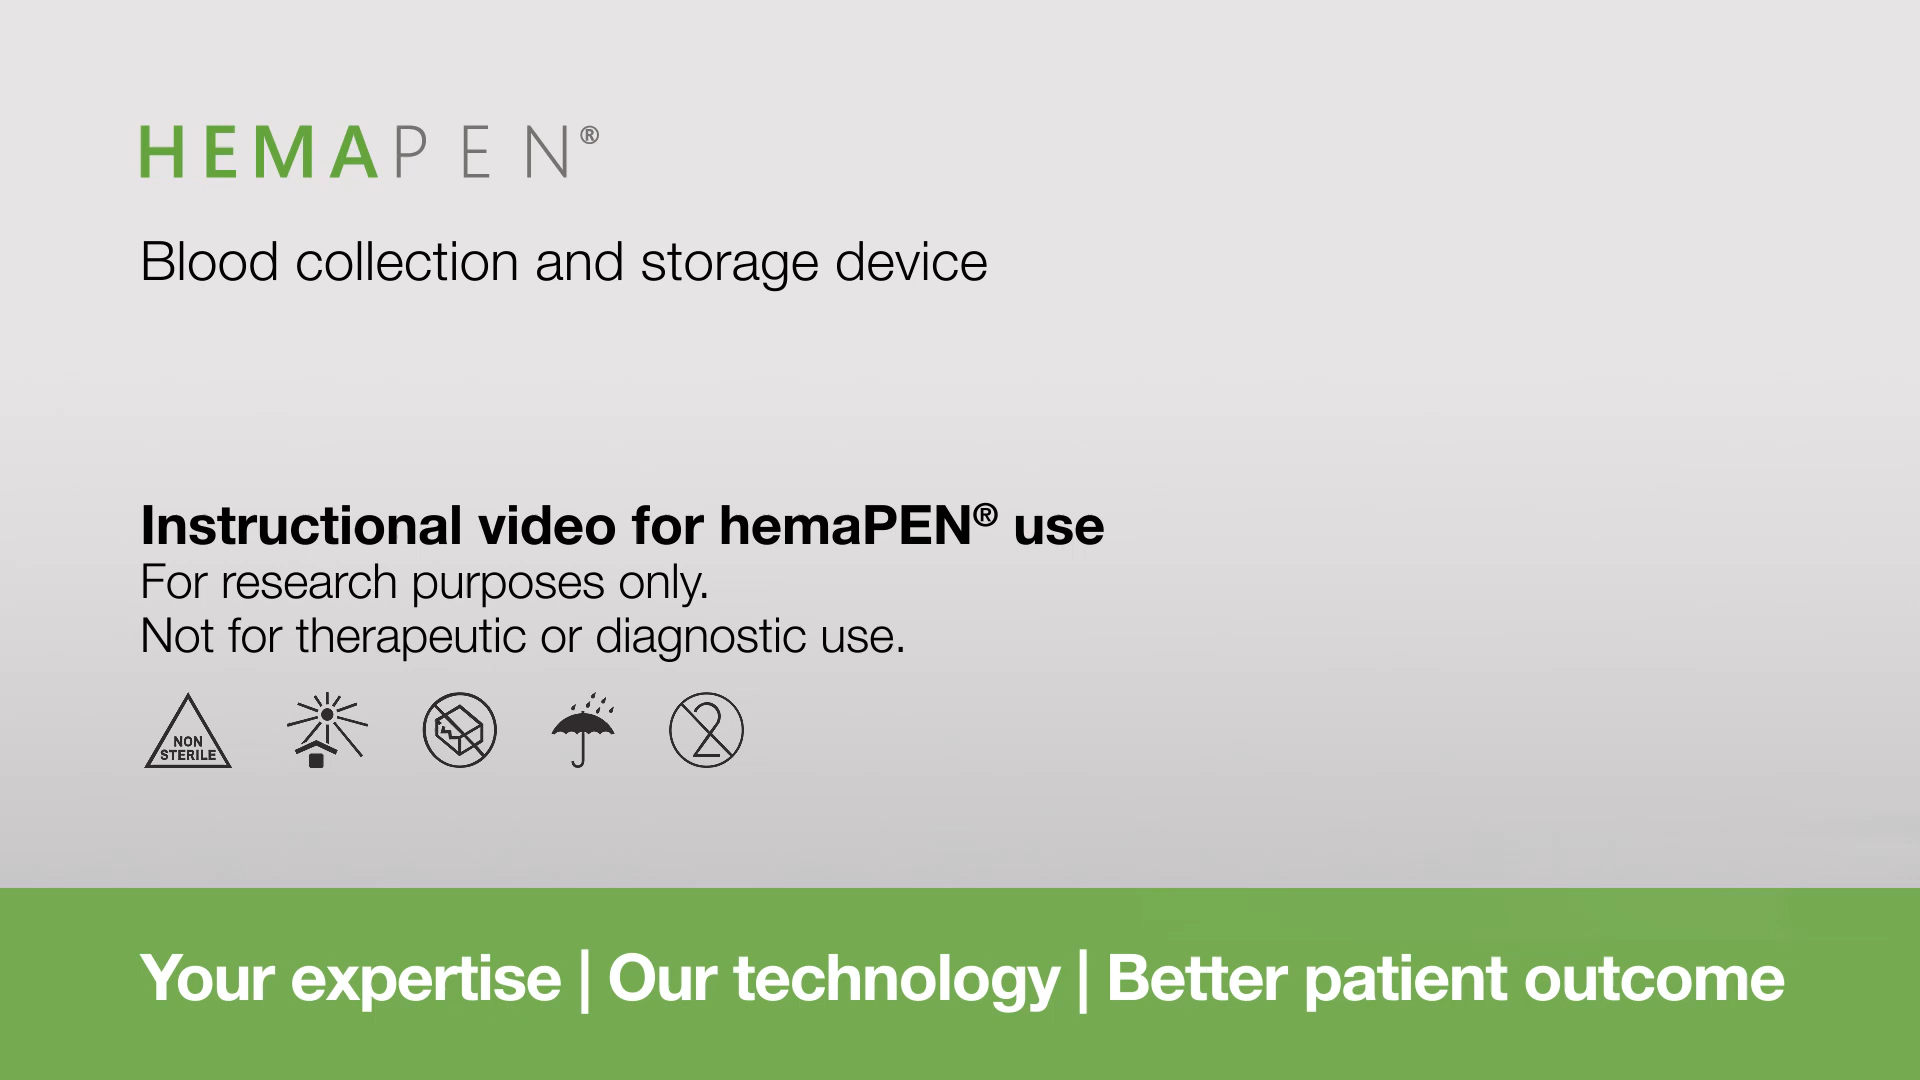 HEMAPEN®
Blood collection and storage device
Instructional video for hemaPEN® use
For research purposes only.
Not for therapeutic or diagnostic use.
NON
STERILE
2
Your expertise | Our technology | Better patient outcome